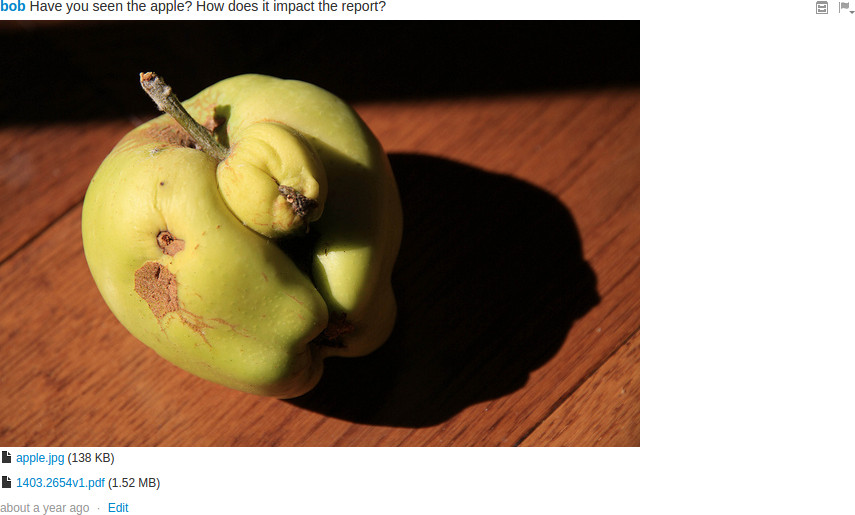 bob Have you seen the apple? How does it impact the report?
apple.jpg (138 KB)
1403.2654v1.pdf (1.52 MB)
about a year ago · Edit